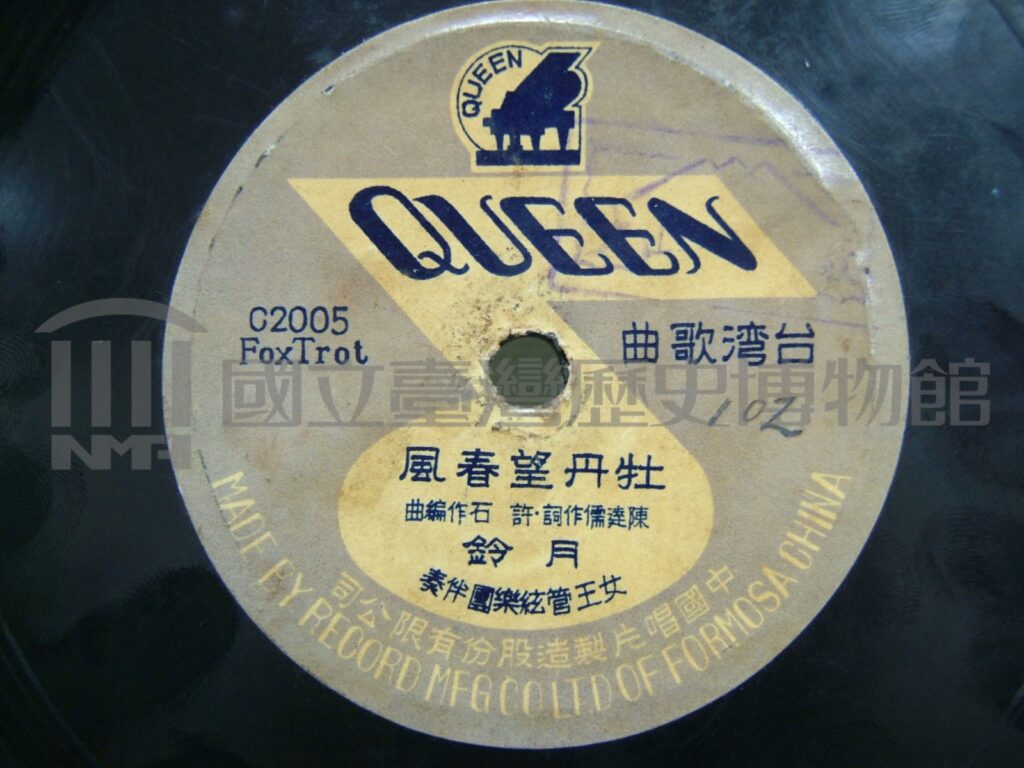 QUEEN
QUEEN
C2005
FoxTrot
台湾歌曲
國立臺灣歷史博物館
NMTH
102
牡丹望春風
陳達儒作詞·許 石作編曲
月鈴
女王管絃樂團伴奏
中國唱片製造股份有限公司
MADE FY RECORD MFG CO LTD OF FORMOSA CHINA